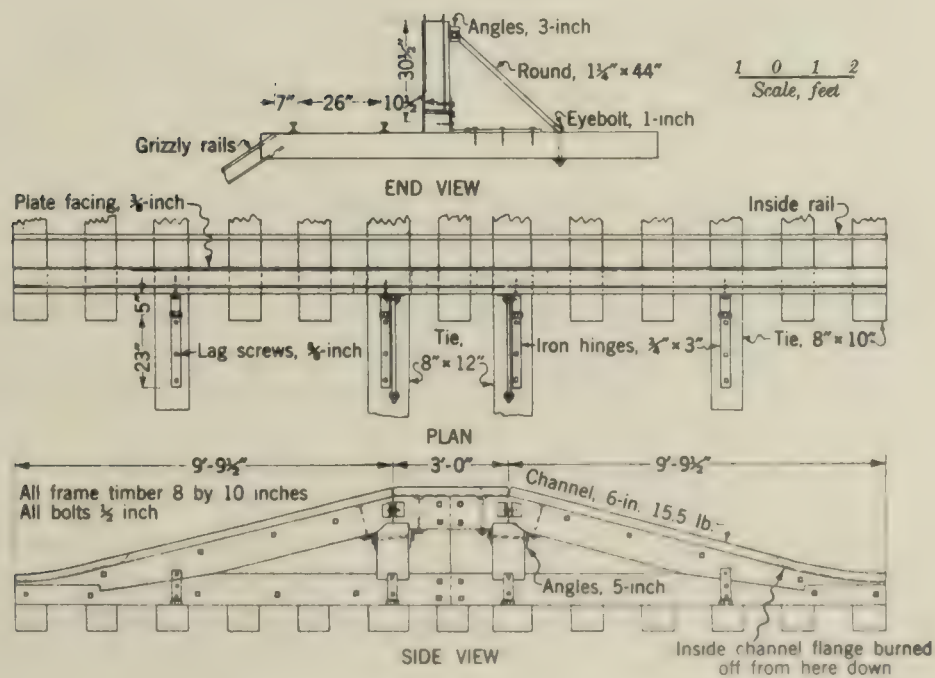 Angles, 3-inch
30½"
Round, 1¼" × 44"
1 0 1 2
Scale, feet
7" 26" 10½"
Eyebolt, 1-inch
Grizzly rails
END VIEW
Plate facing, ⅜-inch
Inside rail
5"
23"
Lag screws, ⅝-inch
Tie,
8" × 12"
Iron hinges, ¾" × 3"
Tie, 8" × 10"
PLAN
9'-9½" 3'-0" 9'-9½"
All frame timber 8 by 10 inches
All bolts ½ inch
Channel, 6-in. 15.5 lb.
Angles, 5-inch
SIDE VIEW
Inside channel flange burned
off from here down